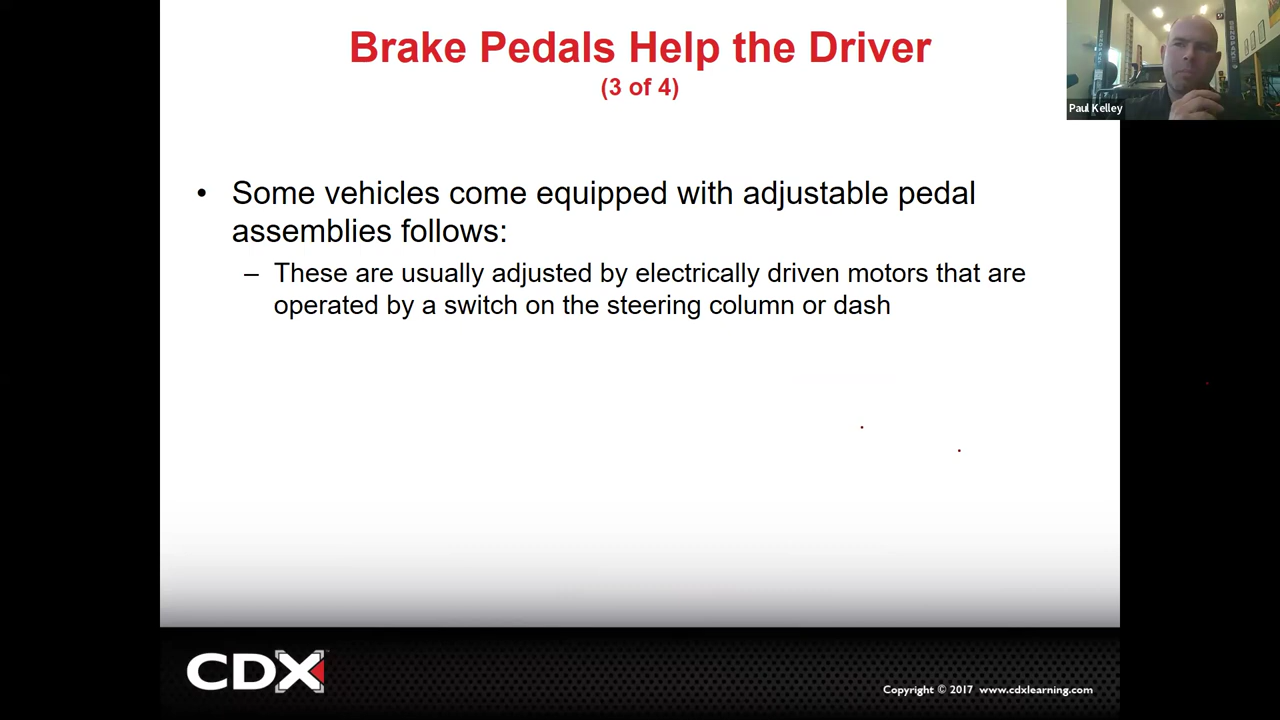 Brake Pedals Help the Driver
(3 of 4)
Paul Kelley
• Some vehicles come equipped with adjustable pedal
assemblies follows:
– These are usually adjusted by electrically driven motors that are
operated by a switch on the steering column or dash
CDX
Copyright © 2017 www.cdxlearning.com